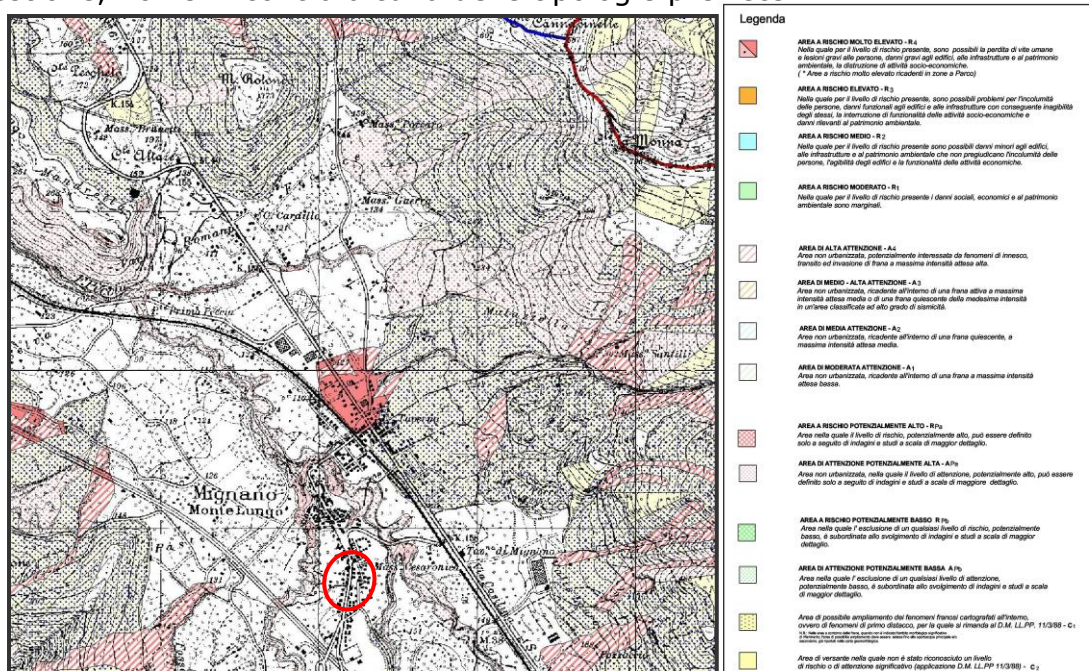 Legenda
AREA A RISCHIO MOLTO ELEVATO - R4
Nella quale per il livello di rischio presente, sono possibili la perdita di vite umane
e lesioni gravi alle persone, danni gravi agli edifici, alle infrastrutture e al patrimonio
ambientale, la distruzione di attività socio-economiche.
( * Aree a rischio molto elevato ricadenti in zone a Parco)
AREA A RISCHIO ELEVATO - R3
Nella quale per il livello di rischio presente, sono possibili problemi per l'incolumità
delle persone, danni funzionali agli edifici e alle infrastrutture con conseguente inagibilità
degli stessi, la interruzione di funzionalità delle attività socio-economiche e
danni rilevanti al patrimonio ambientale.
AREA A RISCHIO MEDIO - R2
Nella quale per il livello di rischio presente sono possibili danni minori agli edifici,
alle infrastrutture e al patrimonio ambientale che non pregiudicano l'incolumità delle
persone, l'agibilità degli edifici e la funzionalità delle attività economiche.
AREA A RISCHIO MODERATO - R1
Nella quale per il livello di rischio presente i danni sociali, economici e al patrimonio
ambientale sono marginali.
AREA DI ALTA ATTENZIONE - A4
Area non urbanizzata, potenzialmente interessata da fenomeni di innesco,
transito ed invasione di frana a massima intensità attesa alta.
AREA DI MEDIO - ALTA ATTENZIONE - A3
Area non urbanizzata, ricadente all'interno di una frana attiva a massima
intensità attesa media o di una frana quiescente della medesima intensità
in un'area classificata ad alto grado di sismicità.
AREA DI MEDIA ATTENZIONE - A2
Area non urbanizzata, ricadente all'interno di una frana quiescente, a
massima intensità attesa media.
AREA DI MODERATA ATTENZIONE - A1
Area non urbanizzata, ricadente all'interno di una frana a massima intensità
attesa bassa.
AREA A RISCHIO POTENZIALMENTE ALTO - RPa
Area nella quale il livello di rischio, potenzialmente alto, può essere definito
solo a seguito di indagini e studi a scala di maggior dettaglio.
AREA DI ATTENZIONE POTENZIALMENTE ALTA - APa
Area non urbanizzata, nella quale il livello di attenzione, potenzialmente alto, può essere
definito solo a seguito di indagini e studi a scala di maggiore dettaglio.
AREA A RISCHIO POTENZIALMENTE BASSO RPb
Area nella quale l' esclusione di un qualsiasi livello di rischio, potenzialmente
basso, è subordinata allo svolgimento di indagini e studi a scala di maggior
dettaglio.
AREA DI ATTENZIONE POTENZIALMENTE BASSA APb
Area nella quale l' esclusione di un qualsiasi livello di attenzione,
potenzialmente basso, è subordinata allo svolgimento di indagini e studi a scala
di maggior dettaglio.
Area di possibile ampliamento dei fenomeni franosi cartografati all'interno,
ovvero di fenomeni di primo distacco, per la quale si rimanda al D.M. LL.PP. 11/3/88 - C1
Area di versante nella quale non è stato riconosciuto un livello
di rischio o di attenzione significativo (applicazione D.M. LL.PP 11/3/88) - C2
M. Rotondo
Mass. Brunetti
C. Cardillo
Mass. Guerra
Monna
Mignano
Monte Lungo
Mass. Cesaronica
Tav.na di Mignano